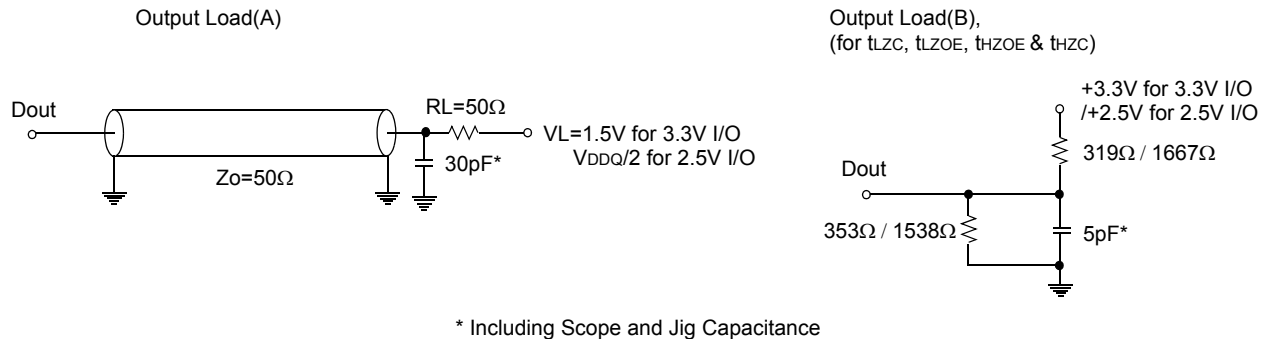 Output Load(A)
Dout
Zo=50Ω
RL=50Ω
30pF*
VL=1.5V for 3.3V I/O
VDDQ/2 for 2.5V I/O
Output Load(B),
(for tLZC, tLZOE, tHZOE & tHZC)
+3.3V for 3.3V I/O
/+2.5V for 2.5V I/O
319Ω / 1667Ω
Dout
353Ω / 1538Ω
5pF*
* Including Scope and Jig Capacitance